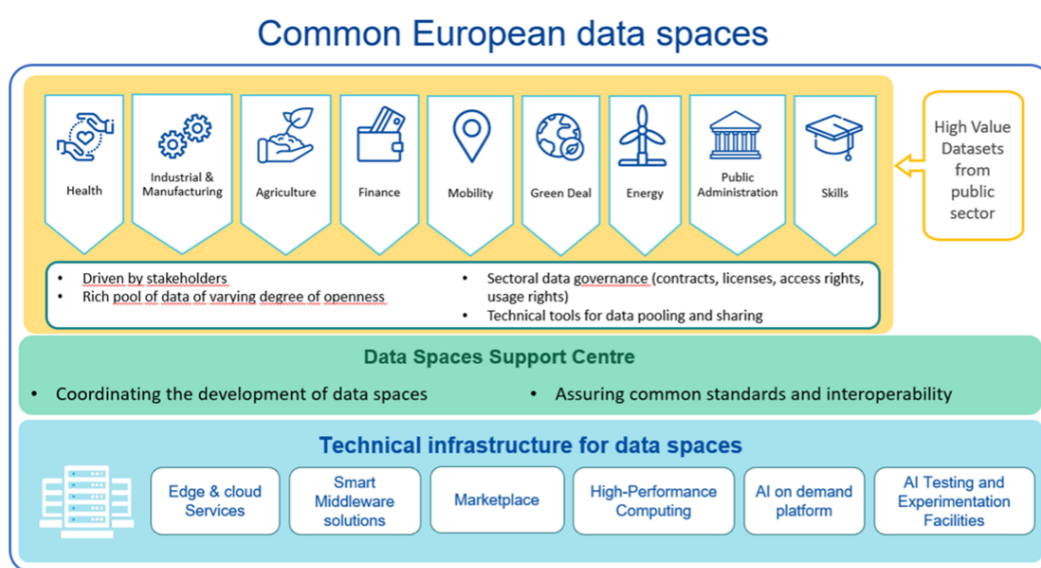 Common European data spaces
Health
Industrial &
Manufacturing
Agriculture
Finance
Mobility
Green Deal
Energy
Public
Administration
Skills
High Value
Datasets
from
public
sector
• Driven by stakeholders
• Rich pool of data of varying degree of openness
• Sectoral data governance (contracts, licenses, access rights,
usage rights)
• Technical tools for data pooling and sharing
Data Spaces Support Centre
• Coordinating the development of data spaces
• Assuring common standards and interoperability
Technical infrastructure for data spaces
Edge & cloud
Services
Smart
Middleware
solutions
Marketplace
High-Performance
Computing
AI on demand
platform
AI Testing and
Experimentation
Facilities